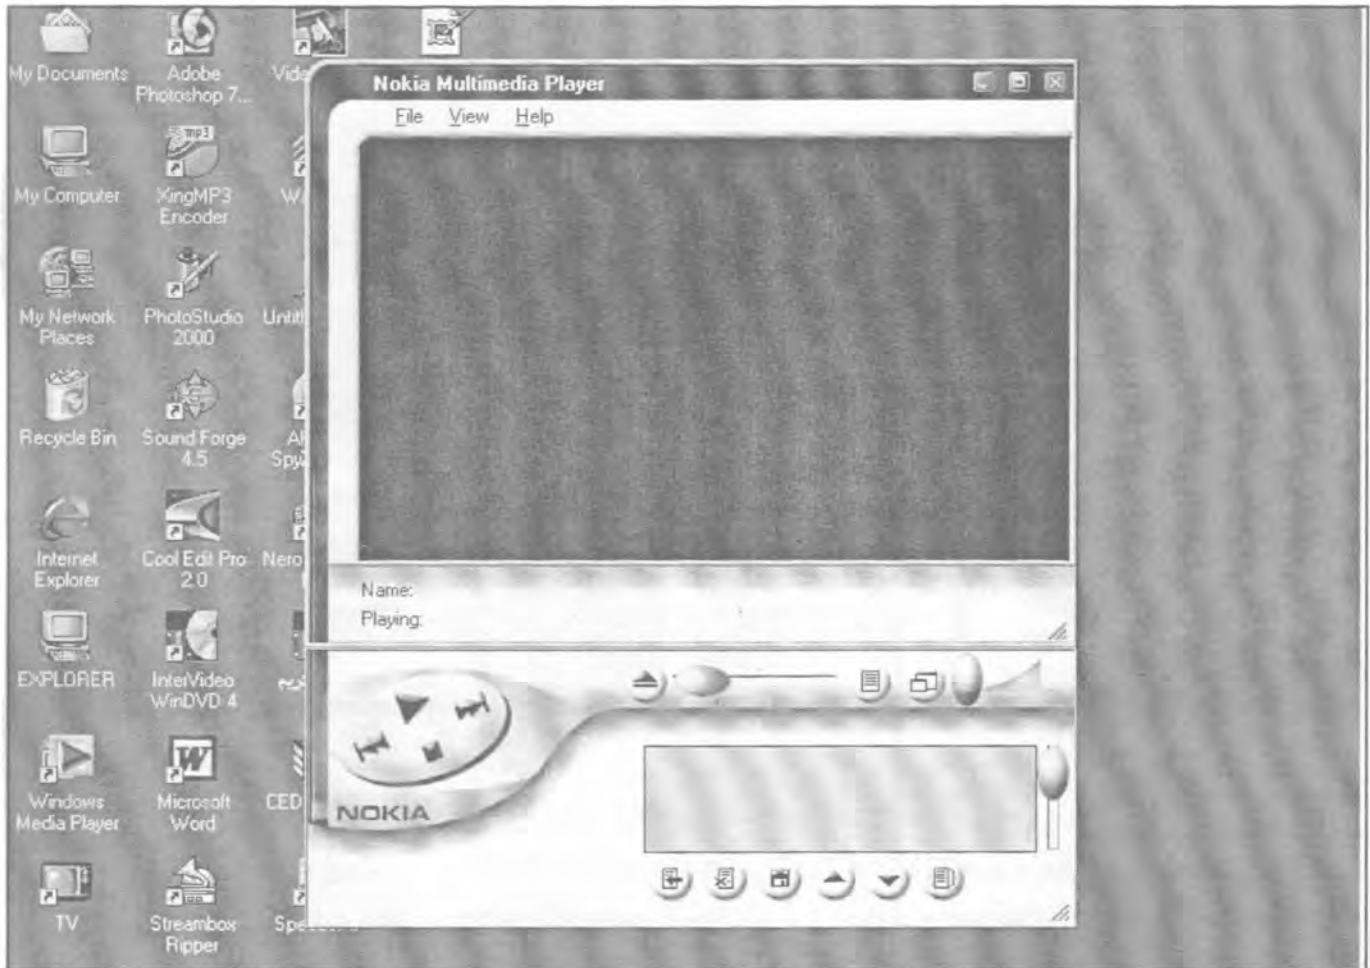 My Documents
Adobe
Photoshop 7...
Vide
My Computer
mp3
XingMP3
Encoder
My Network
Places
PhotoStudio
2000
Recycle Bin
Sound Forge
4.5
Internet
Explorer
Cool Edit Pro
2.0
Nero
EXPLORER
InterVideo
WinDVD 4
Windows
Media Player
Microsoft
Word
CED
TV
Streambox
Ripper
Nokia Multimedia Player
File View Help
Name:
Playing:
NOKIA